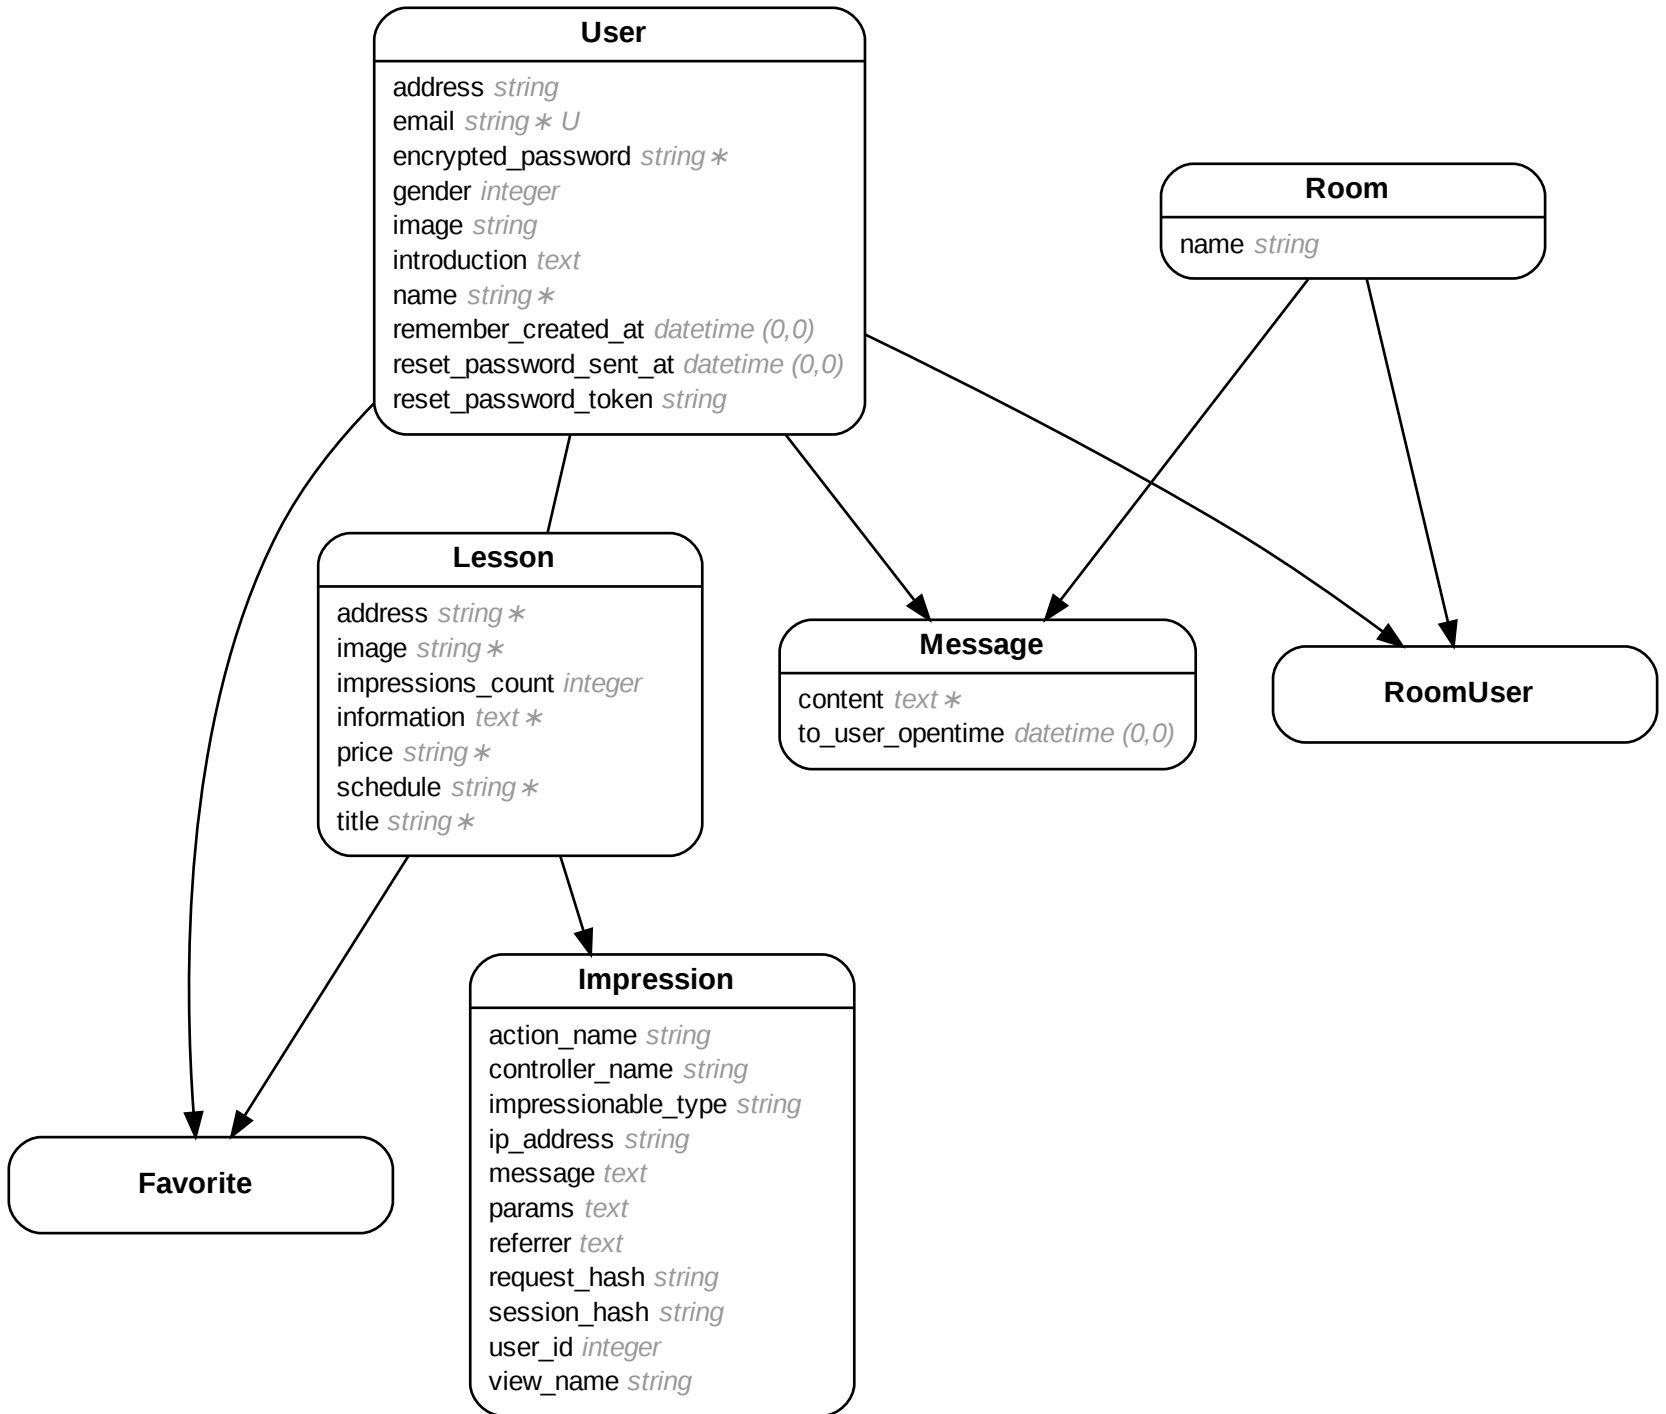 User
address string
email string∗ U
encrypted_password string∗
gender integer
image string
introduction text
name string∗
remember_created_at datetime (0,0)
reset_password_sent_at datetime (0,0)
reset_password_token string
Room
name string
Lesson
address string∗
image string∗
impressions_count integer
information text∗
price string∗
schedule string∗
title string∗
Message
content text∗
to_user_opentime datetime (0,0)
RoomUser
Impression
action_name string
controller_name string
impressionable_type string
ip_address string
message text
params text
referrer text
request_hash string
session_hash string
user_id integer
view_name string
Favorite